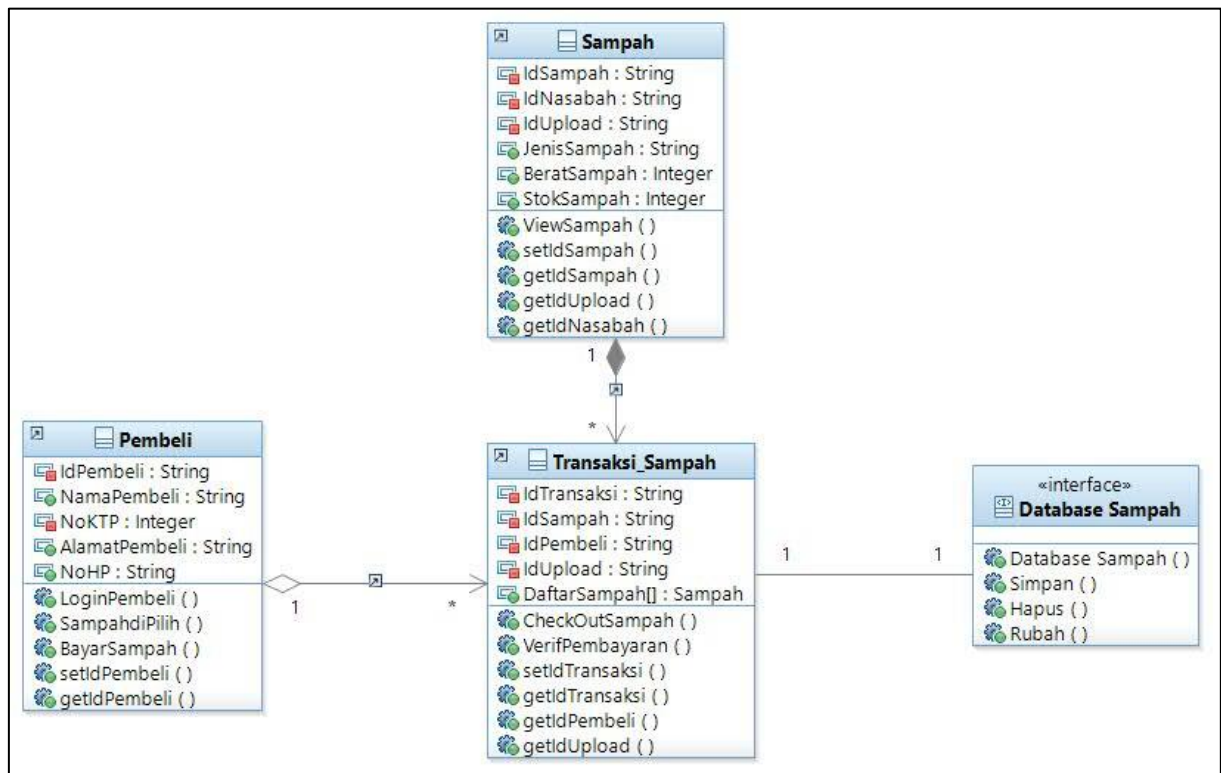 Sampah
IdSampah : String
IdNasabah : String
IdUpload : String
JenisSampah : String
BeratSampah : Integer
StokSampah : Integer
ViewSampah ( )
setIdSampah ( )
getIdSampah ( )
getIdUpload ( )
getIdNasabah ( )
1
*
Pembeli
IdPembeli : String
NamaPembeli : String
NoKTP : Integer
AlamatPembeli : String
NoHP : String
LoginPembeli ( )
SampahdiPilih ( )
BayarSampah ( )
setIdPembeli ( )
getIdPembeli ( )
1
*
Transaksi_Sampah
IdTransaksi : String
IdSampah : String
IdPembeli : String
IdUpload : String
DaftarSampah[] : Sampah
CheckOutSampah ( )
VerifPembayaran ( )
setIdTransaksi ( )
getIdTransaksi ( )
getIdPembeli ( )
getIdUpload ( )
1
1
«interface»
Database Sampah
Database Sampah ( )
Simpan ( )
Hapus ( )
Rubah ( )